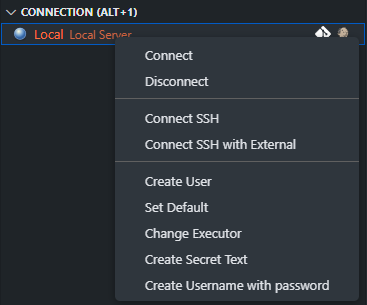 CONNECTION (ALT+1)
Local Local Server
Connect
Disconnect
Connect SSH
Connect SSH with External
Create User
Set Default
Change Executor
Create Secret Text
Create Username with password